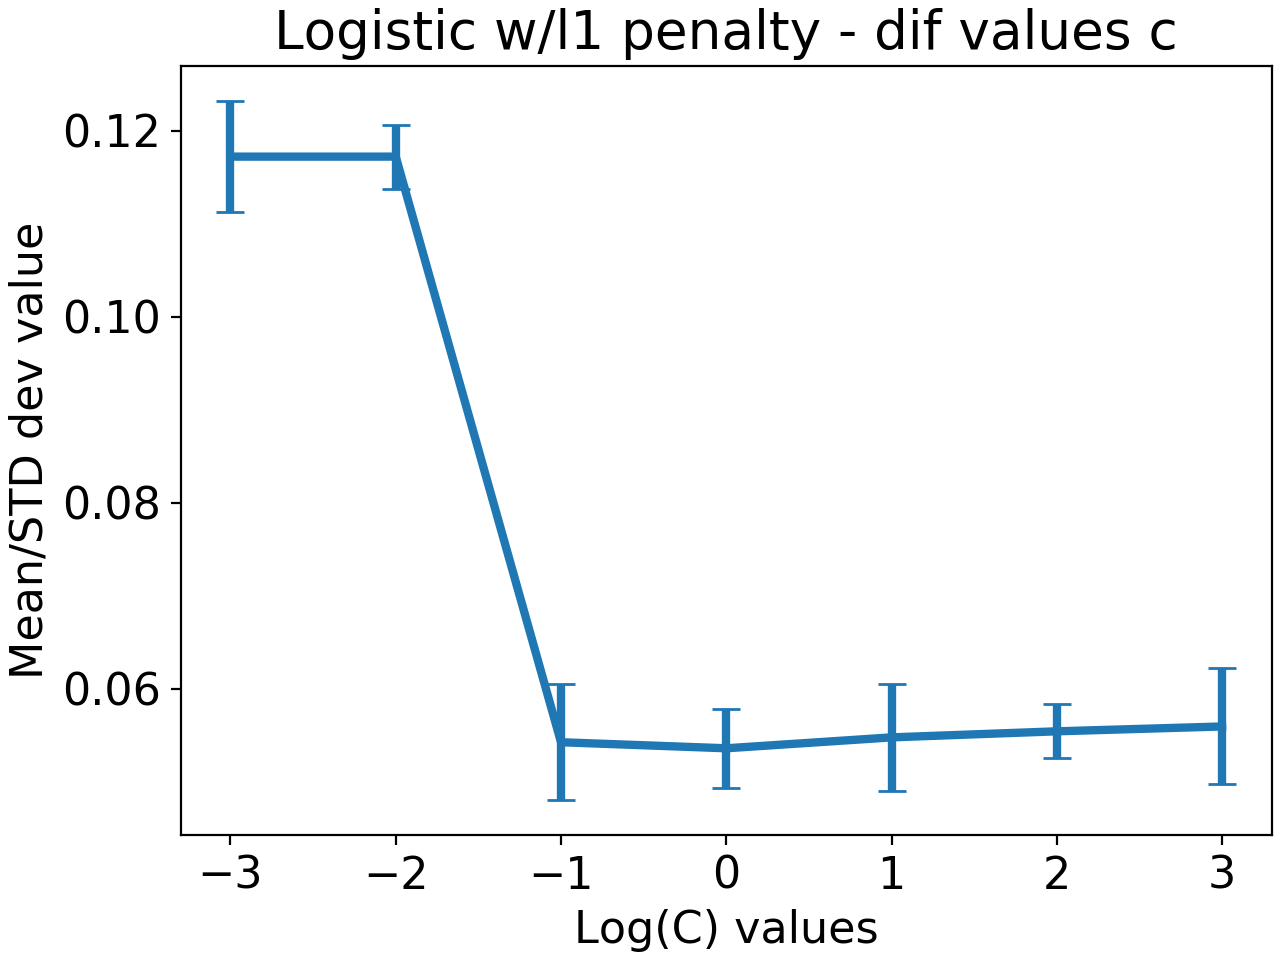 Logistic w/l1 penalty - dif values c
Mean/STD dev value
0.12
0.10
0.08
0.06
−3 −2 −1 0 1 2 3
Log(C) values